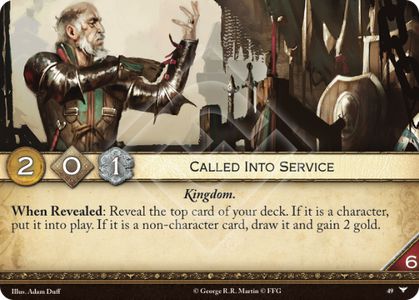 2 0 1 CALLED INTO SERVICE
Kingdom.
When Revealed: Reveal the top card of your deck. If it is a character,
put it into play. If it is a non-character card, draw it and gain 2 gold.
6
Illus. Adam Duff © George R.R. Martin © FFG 49